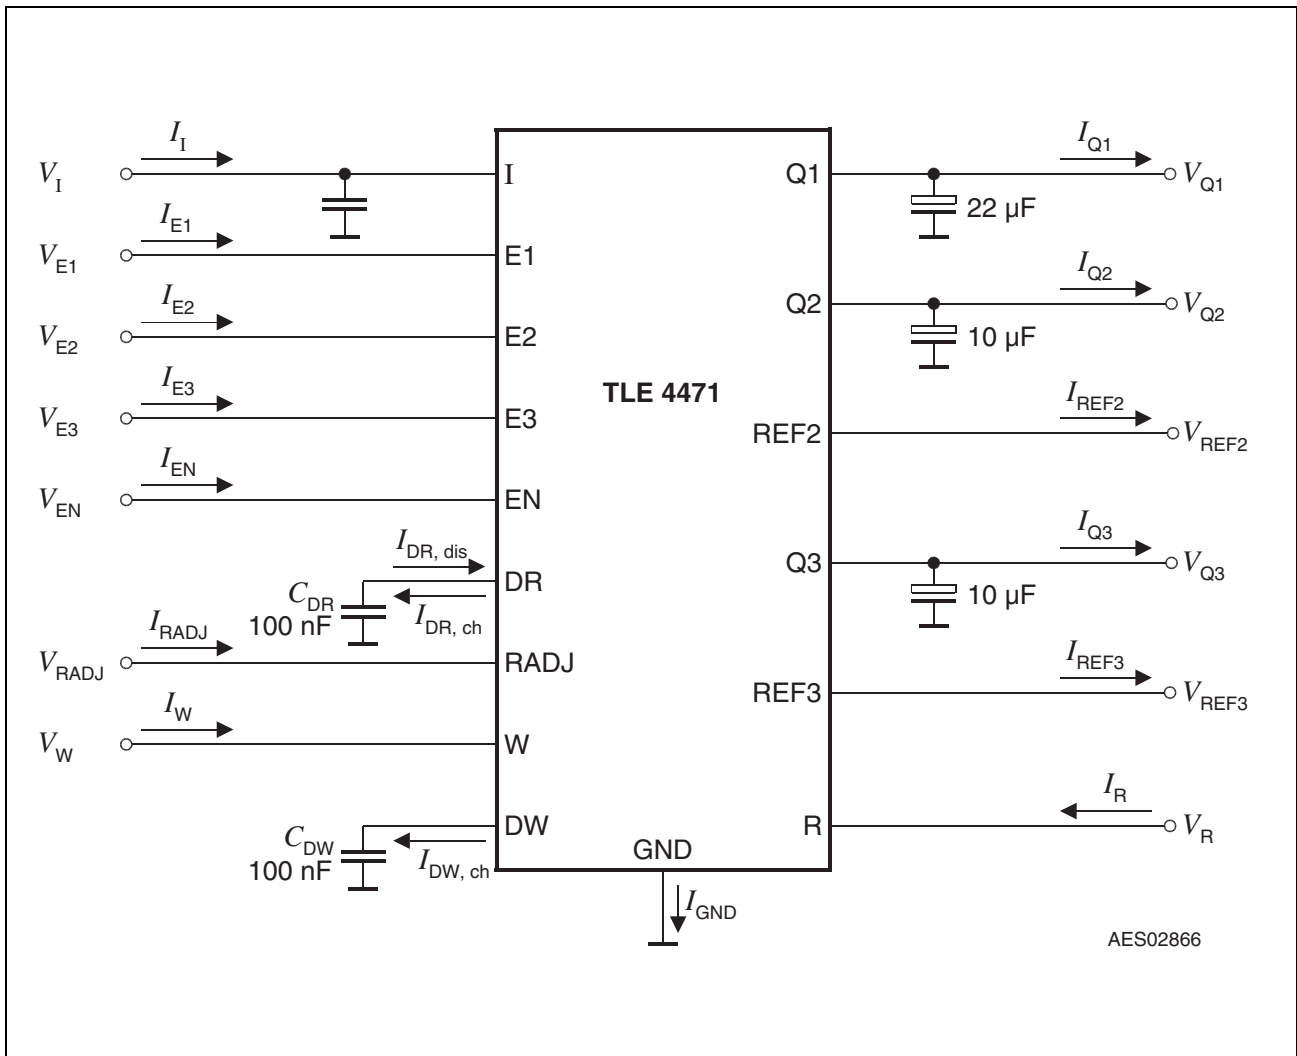 I_I
V_I
I
I_E1
V_E1
E1
I_E2
V_E2
E2
I_E3
V_E3
E3
I_EN
V_EN
EN
I_DR, dis
DR
C_DR
100 nF
I_DR, ch
I_RADJ
V_RADJ
RADJ
I_W
V_W
W
DW
C_DW
100 nF
I_DW, ch
TLE 4471
GND
I_GND
Q1
I_Q1
V_Q1
22 µF
Q2
I_Q2
V_Q2
10 µF
REF2
I_REF2
V_REF2
Q3
I_Q3
V_Q3
10 µF
REF3
I_REF3
V_REF3
R
I_R
V_R
AES02866